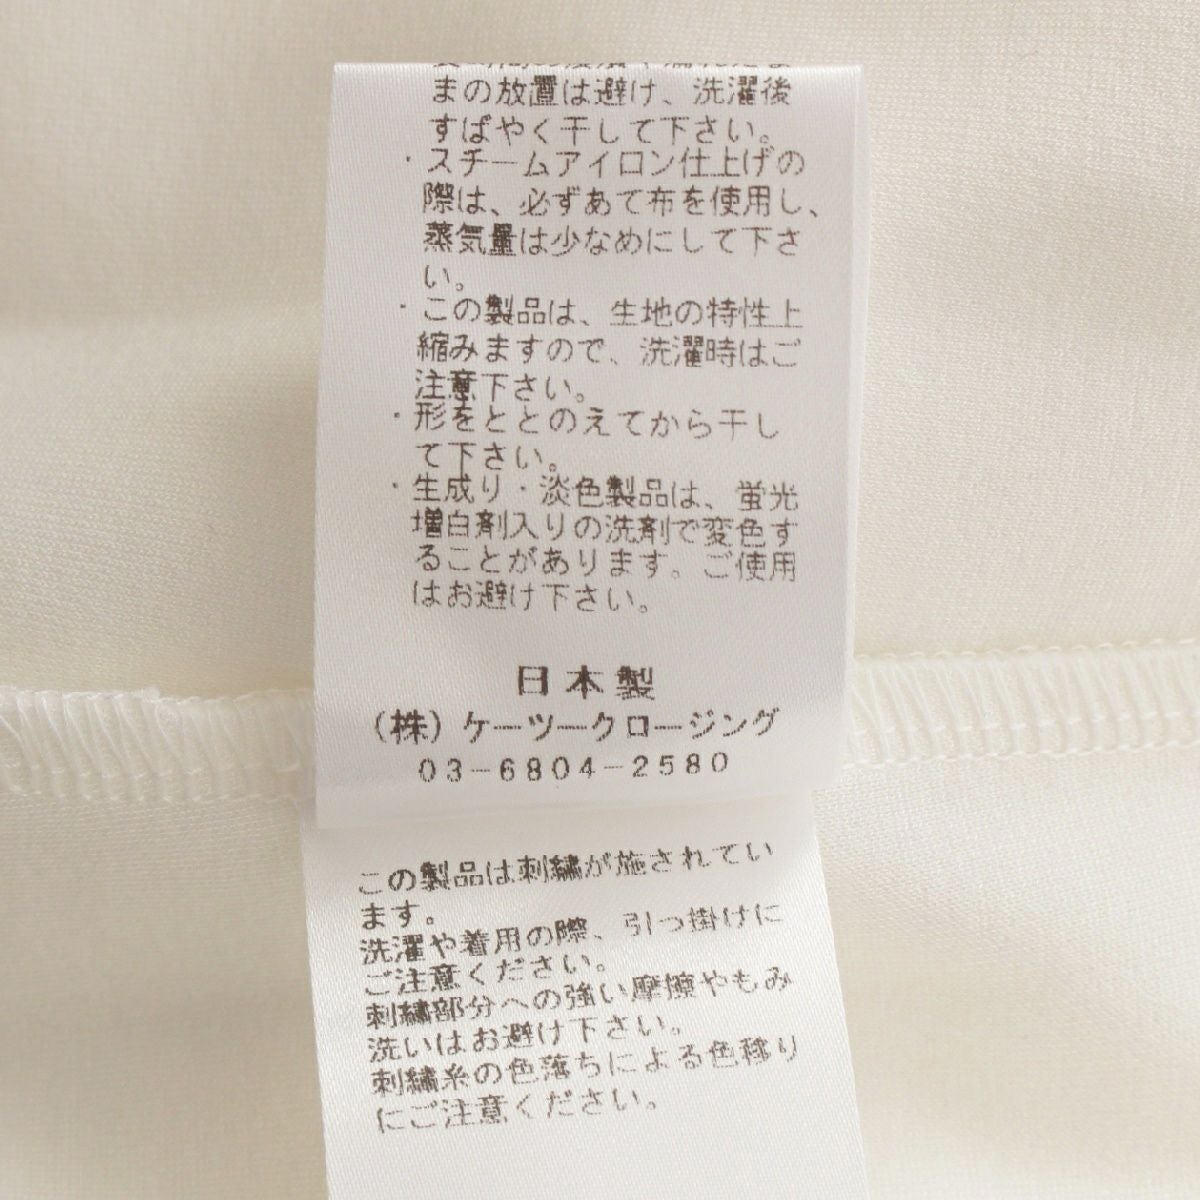 まの放置は避け、洗濯後
すばやく干して下さい。
・スチームアイロン仕上げの
際は、必ずあて布を使用し、
蒸気量は少なめにして下さ
い。
・この製品は、生地の特性上
縮みますので、洗濯時はご
注意下さい。
・形をととのえてから干し
て下さい。
・生成り・淡色製品は、蛍光
増白剤入りの洗剤で変色す
ることがあります。ご使用
はお避け下さい。
日本製
(株)ケーツークロージング
03-6804-2580
この製品は刺繍が施されてい
ます。
洗濯や着用の際、引っ掛けに
ご注意ください。
刺繍部分への強い摩擦やもみ
洗いはお避け下さい。
刺繍糸の色落ちによる色移り
にご注意ください。